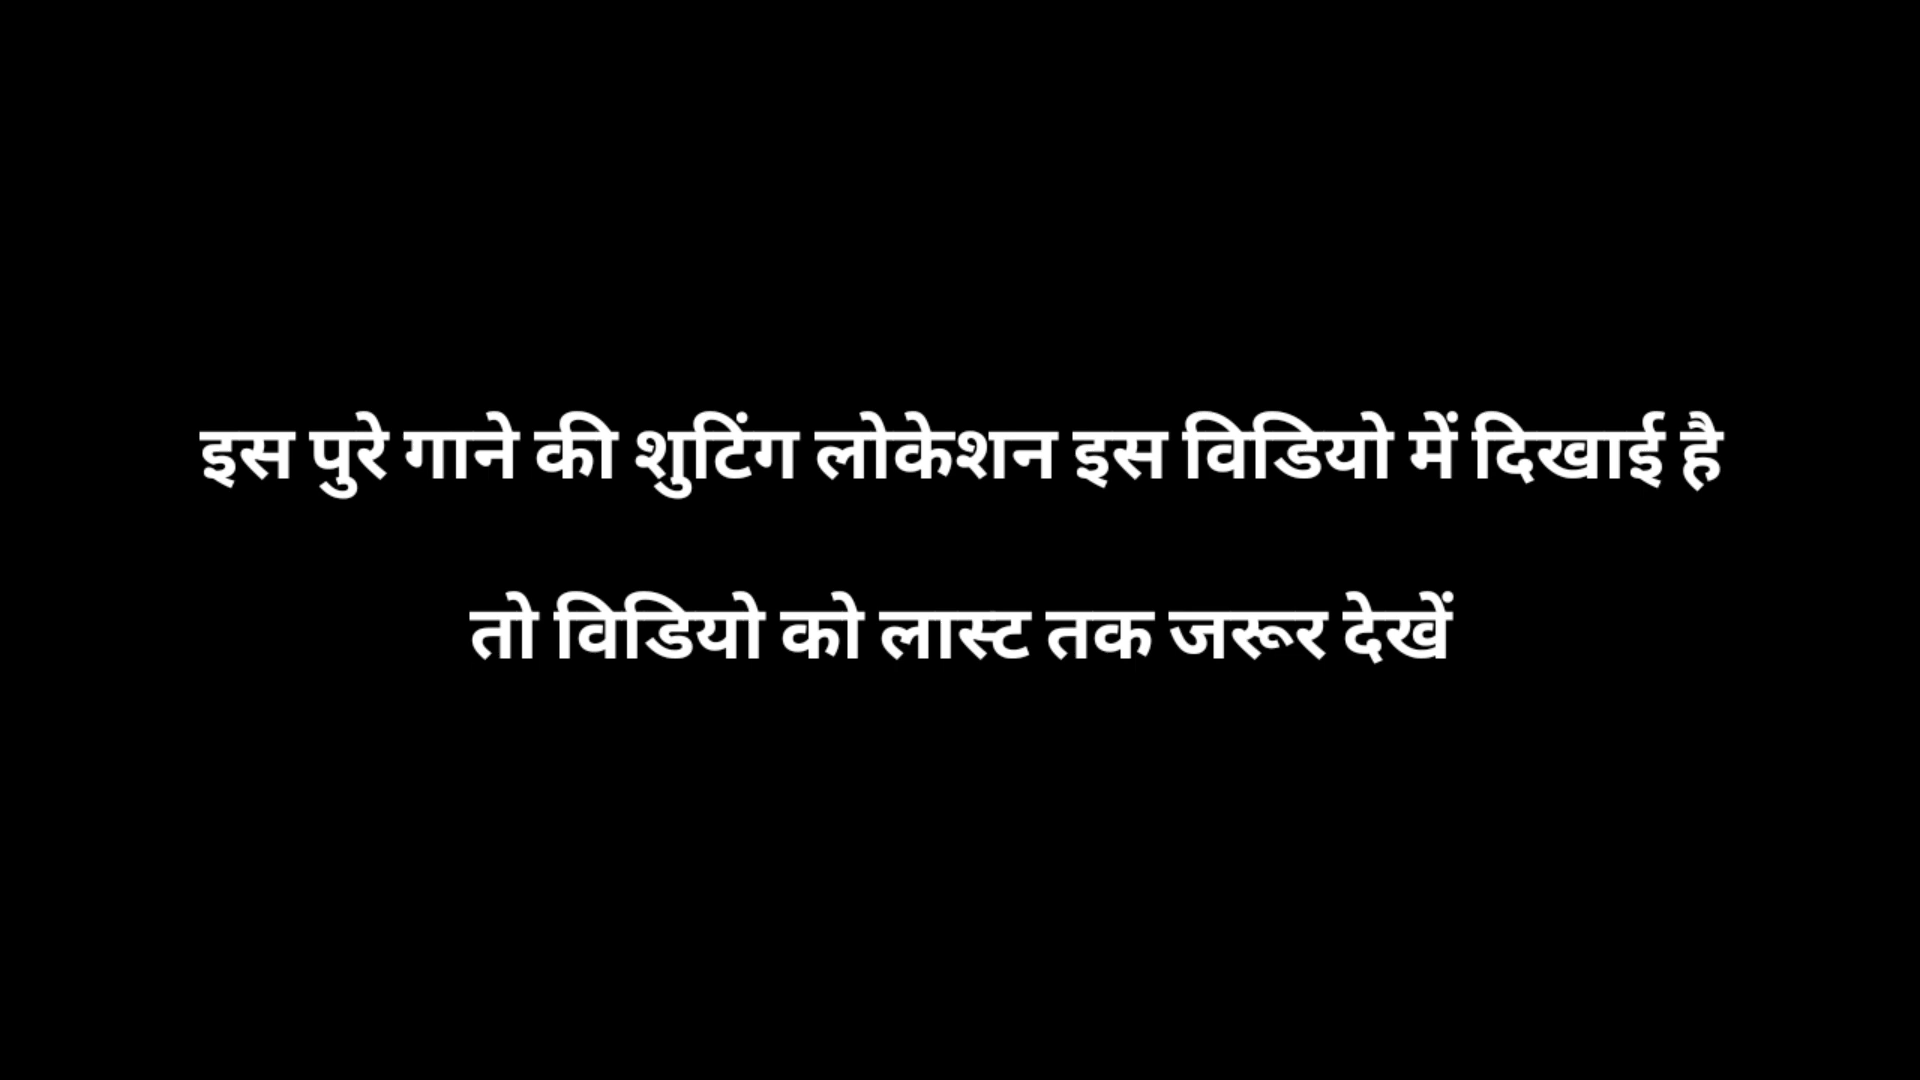 इस पुरे गाने की शुटिंग लोकेशन इस विडियो में दिखाई है
तो विडियो को लास्ट तक जरूर देखें